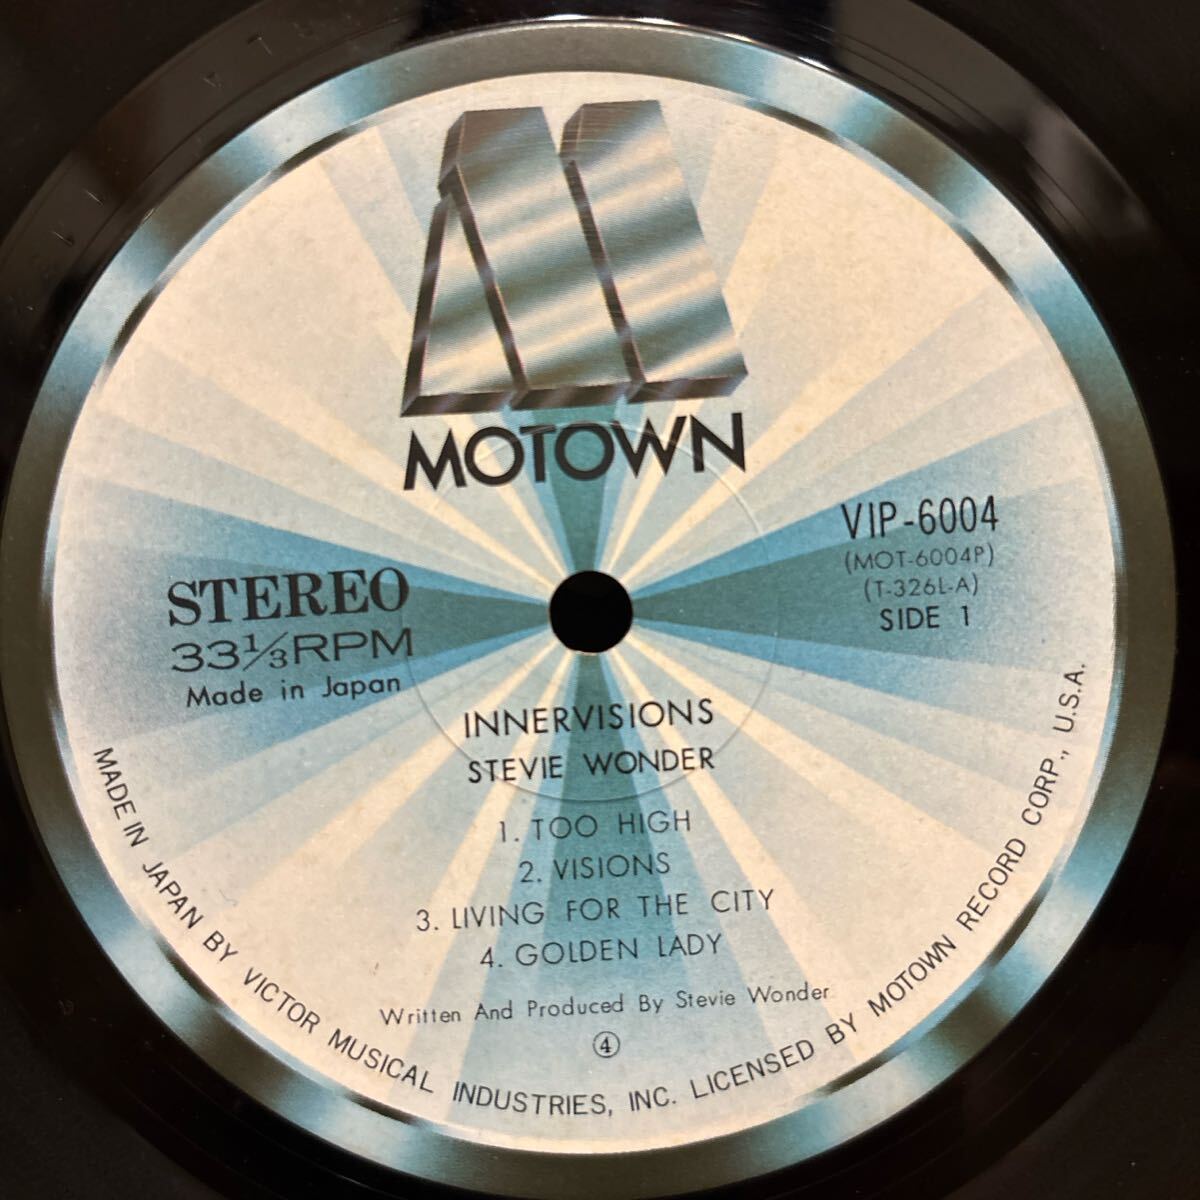 MOTOWN
VIP-6004
(MOT-6004P)
(T-326L-A)
SIDE 1
STEREO
33⅓RPM
Made in Japan
INNERVISIONS
STEVIE WONDER
1. TOO HIGH
2. VISIONS
3. LIVING FOR THE CITY
4. GOLDEN LADY
Written And Produced By Stevie Wonder
④
MADE IN JAPAN BY VICTOR MUSICAL INDUSTRIES, INC. LICENSED BY MOTOWN RECORD CORP., U.S.A.